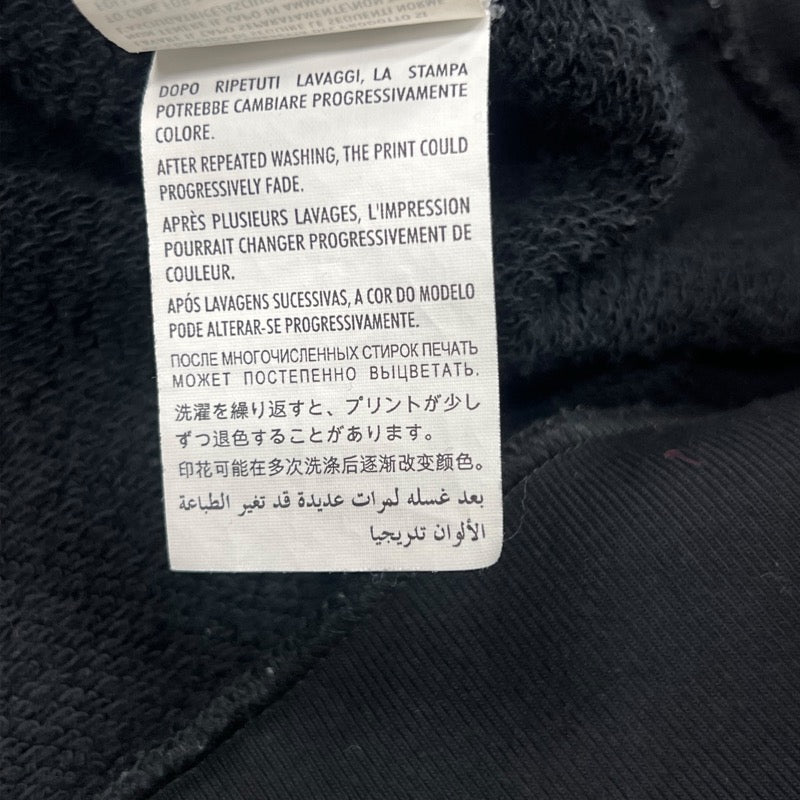 DOPO RIPETUTI LAVAGGI, LA STAMPA
POTREBBE CAMBIARE PROGRESSIVAMENTE
COLORE.
AFTER REPEATED WASHING, THE PRINT COULD
PROGRESSIVELY FADE.
APRÈS PLUSIEURS LAVAGES, L'IMPRESSION
POURRAIT CHANGER PROGRESSIVEMENT DE
COULEUR.
APÓS LAVAGENS SUCESSIVAS, A COR DO MODELO
PODE ALTERAR-SE PROGRESSIVAMENTE.
ПОСЛЕ МНОГОЧИСЛЕННЫХ СТИРОК ПЕЧАТЬ
МОЖЕТ ПОСТЕПЕННО ВЫЦВЕТАТЬ.
洗濯を繰り返すと、プリントが少し
ずつ退色することがあります。
印花可能在多次洗涤后逐渐改变颜色。
بعد غسله لمرات عديدة قد تغير الطباعة
الألوان تدريجيا